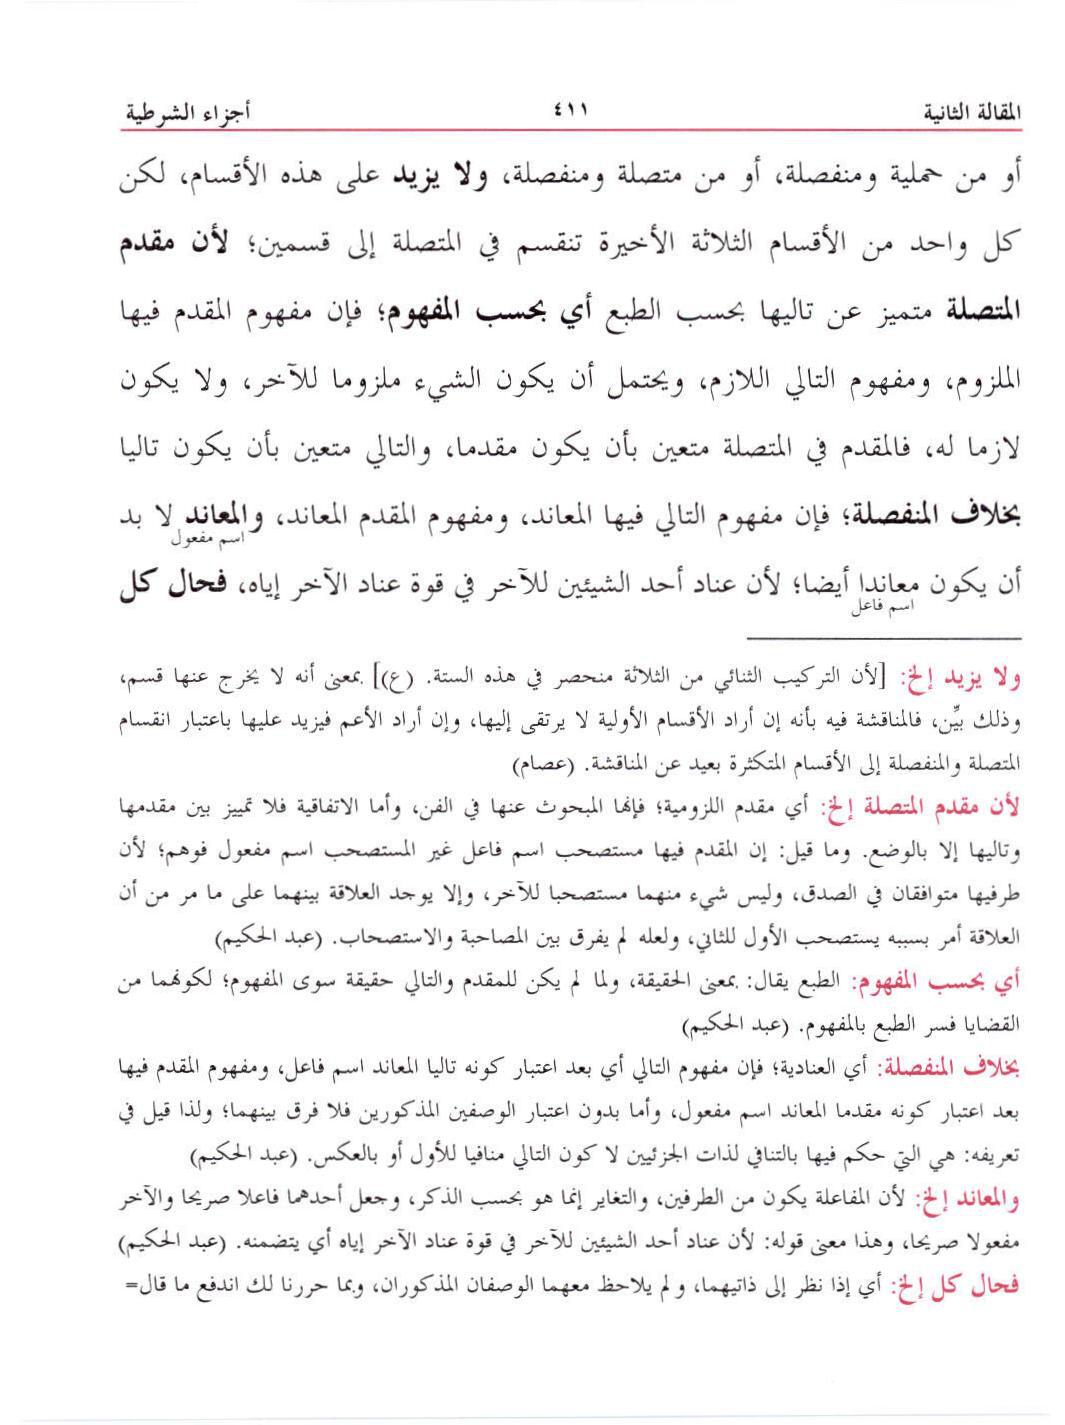 المقالة الثانية ٤١١ أجزاء الشرطية
أو من حملية ومنفصلة، أو من متصلة ومنفصلة، ولا يزيد على هذه الأقسام، لكن
كل واحد من الأقسام الثلاثة الأخيرة تنقسم في المتصلة إلى قسمين؛ لأن مقدم
المتصلة متميز عن تاليها بحسب الطبع أي بحسب المفهوم؛ فإن مفهوم المقدم فيها
الملزوم، ومفهوم التالي اللازم، ويحتمل أن يكون الشيء ملزوما للآخر، ولا يكون
لازما له، فالمقدم في المتصلة متعين بأن يكون مقدما، والتالي متعين بأن يكون تاليا
بخلاف المنفصلة؛ فإن مفهوم التالي فيها المعاند، ومفهوم المقدم المعاند، والمعاند لا بد
اسم مفعول
أن يكون معاندا أيضا؛ لأن عناد أحد الشيئين للآخر في قوة عناد الآخر إياه، فحال كل
اسم فاعل
ولا يزيد إلخ: [لأن التركيب الثنائي من الثلاثة منحصر في هذه الستة. (ع)] بمعنى أنه لا يخرج عنها قسم،
وذلك بيِّن، فالمناقشة فيه بأنه إن أراد الأقسام الأولية لا يرتقى إليها، وإن أراد الأعم فيزيد عليها باعتبار انقسام
المتصلة والمنفصلة إلى الأقسام المتكثرة بعيد عن المناقشة. (عصام)
لأن مقدم المتصلة إلخ: أي مقدم اللزومية؛ فإنها المبحوث عنها في الفن، وأما الاتفاقية فلا تمييز بين مقدمها
وتاليها إلا بالوضع. وما قيل: إن المقدم فيها مستصحب اسم فاعل غير المستصحب اسم مفعول فوهم؛ لأن
طرفيها متوافقان في الصدق، وليس شيء منهما مستصحبا للآخر، وإلا يوجد العلاقة بينهما على ما مر من أن
العلاقة أمر بسببه يستصحب الأول للثاني، ولعله لم يفرق بين المصاحبة والاستصحاب. (عبد الحكيم)
أي بحسب المفهوم: الطبع يقال: بمعنى الحقيقة، ولما لم يكن للمقدم والتالي حقيقة سوى المفهوم؛ لكونهما من
القضايا فسر الطبع بالمفهوم. (عبد الحكيم)
بخلاف المنفصلة: أي العنادية؛ فإن مفهوم التالي أي بعد اعتبار كونه تاليا المعاند اسم فاعل، ومفهوم المقدم فيها
بعد اعتبار كونه مقدما المعاند اسم مفعول، وأما بدون اعتبار الوصفين المذكورين فلا فرق بينهما؛ ولذا قيل في
تعريفه: هي التي حكم فيها بالتنافي لذات الجزئيين لا كون التالي منافيا للأول أو بالعكس. (عبد الحكيم)
والمعاند إلخ: لأن المفاعلة يكون من الطرفين، والتغاير إنما هو بحسب الذكر، وجعل أحدهما فاعلا صريحا والآخر
مفعولا صريحا، وهذا معنى قوله: لأن عناد أحد الشيئين للآخر في قوة عناد الآخر إياه أي يتضمنه. (عبد الحكيم)
فحال كل إلخ: أي إذا نظر إلى ذاتيهما، ولم يلاحظ معهما الوصفان المذكوران، وبما حررنا لك اندفع ما قال=